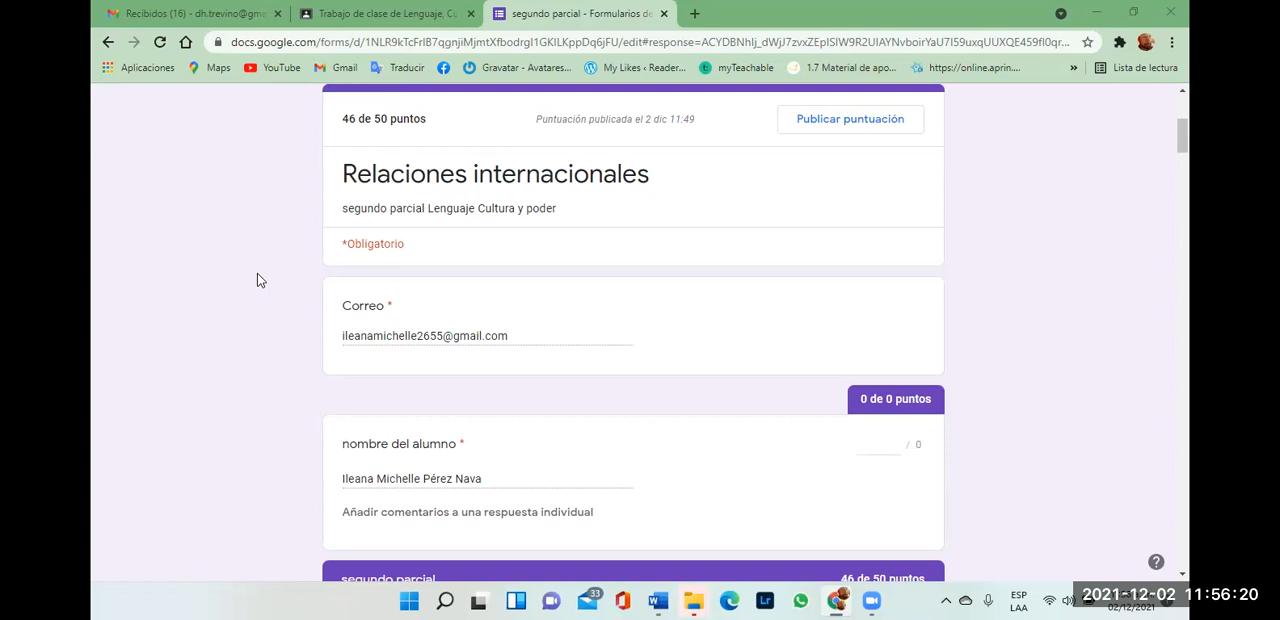 Recibidos (16) - dh.trevino@gma
Trabajo de clase de Lenguaje, Cu
segundo parcial - Formularios de
docs.google.com/forms/d/1NLR9kTcFrIB7qgnjiMjmtXfbodrgI1GKILKppDq6jFU/edit#response=ACYDBNhIj_dWJ7zvxZEpISIW9R2UIAYNvboirYaU7I59uxqUUXQE459fl0qr...
Aplicaciones
Maps
YouTube
Gmail
Traducir
Gravatar - Avatares...
My Likes ‹ Reader...
myTeachable
1.7 Material de apo...
https://online.aprin....
»
Lista de lectura
46 de 50 puntos
Puntuación publicada el 2 dic 11:49
Publicar puntuación
Relaciones internacionales
segundo parcial Lenguaje Cultura y poder
*Obligatorio
Correo *
ileanamichelle2655@gmail.com
0 de 0 puntos
nombre del alumno *
/ 0
Ileana Michelle Pérez Nava
Añadir comentarios a una respuesta individual
segundo parcial
46 de 50 puntos
33
Lr
ESP
LAA
2021-12-02 11:56:20
02/12/2021